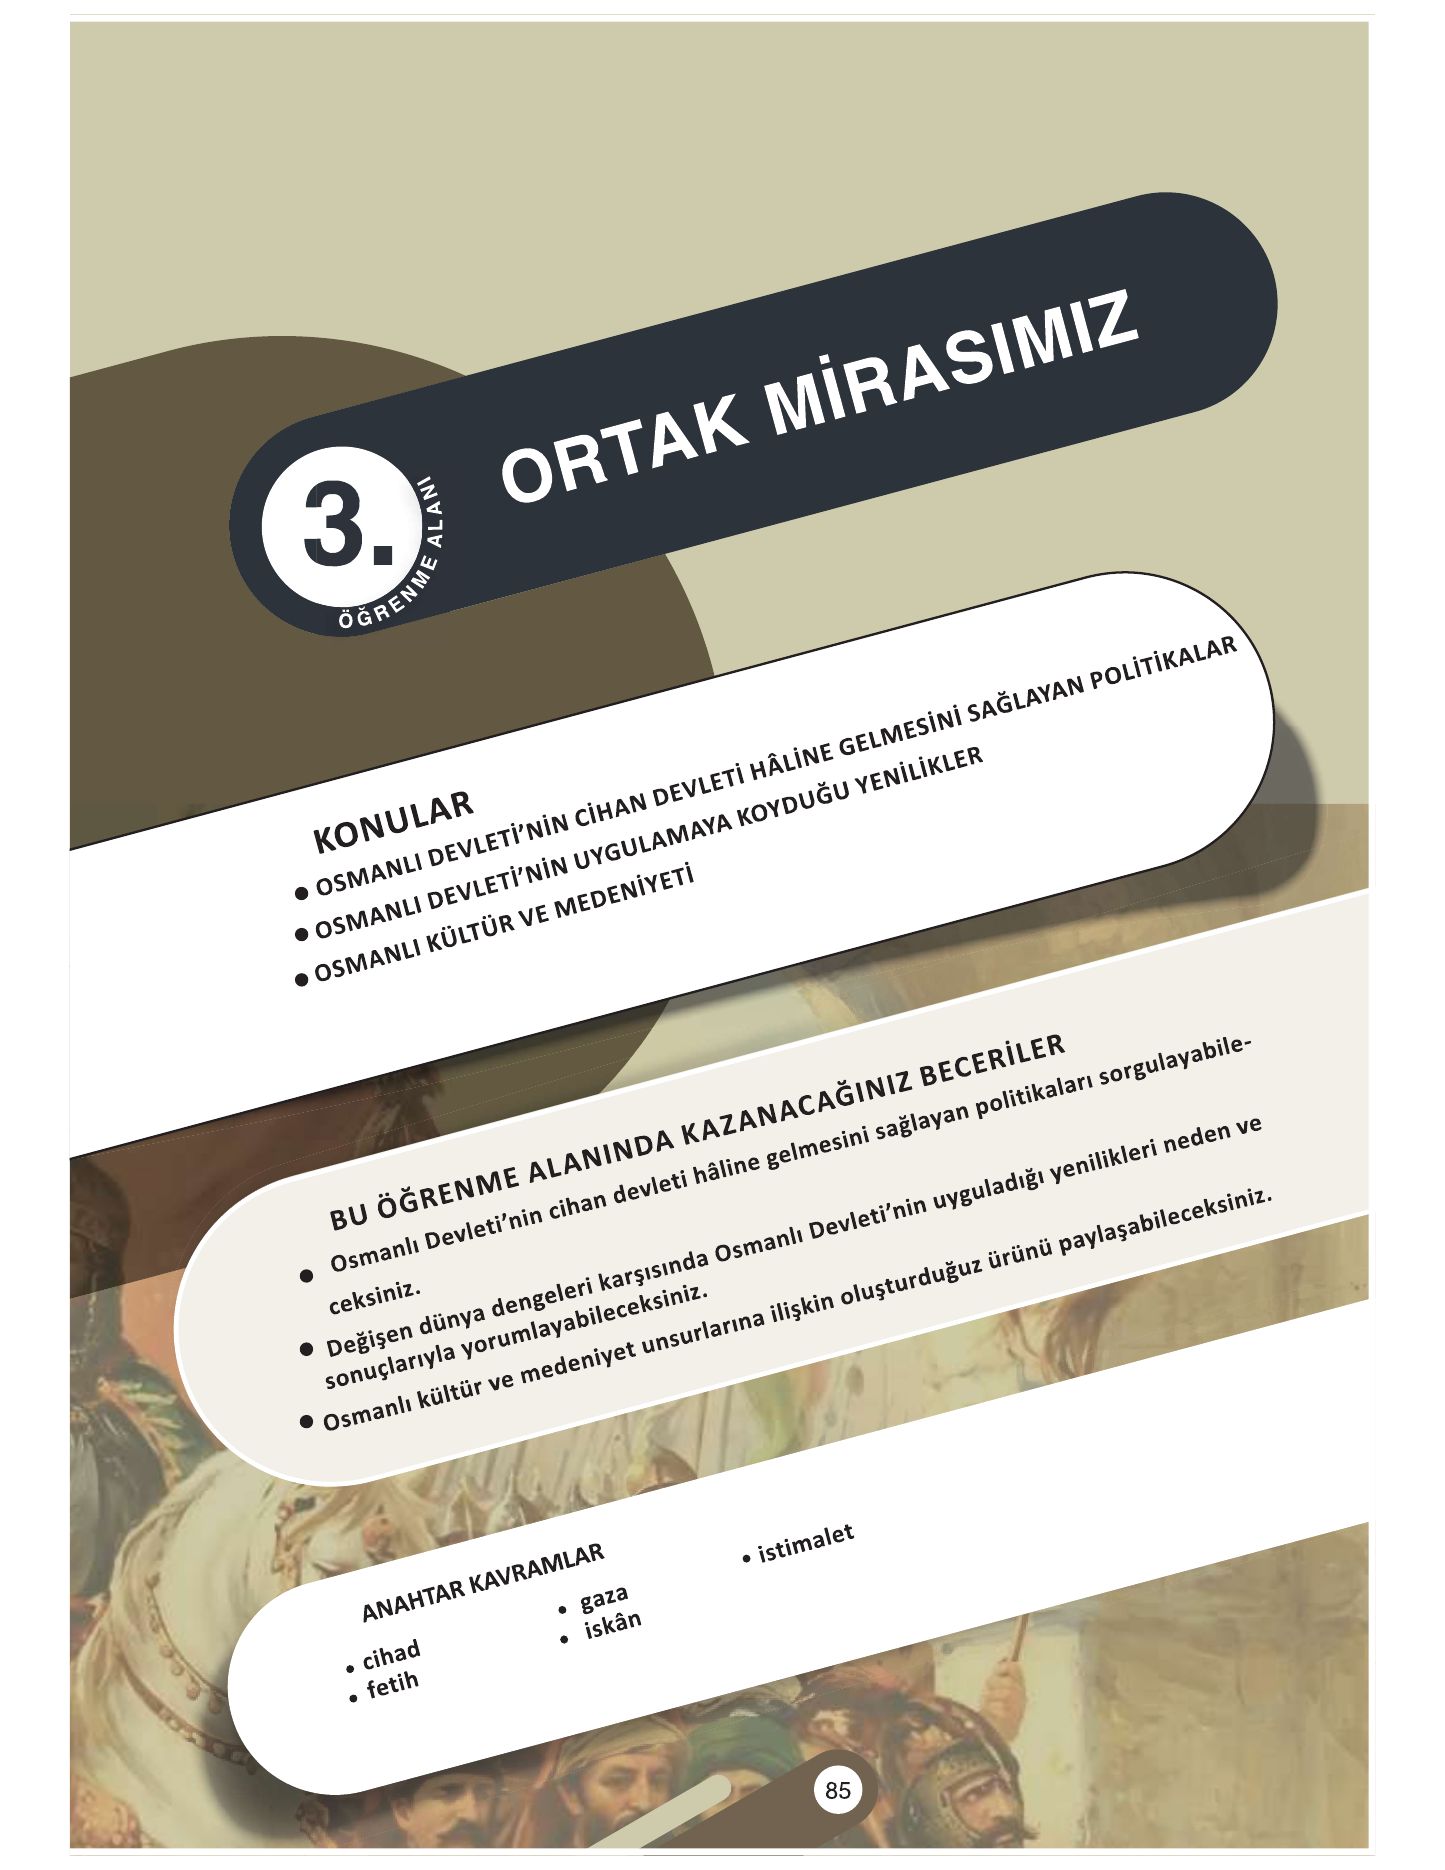 3.
ÖĞRENME ALANI
ORTAK MİRASIMIZ
KONULAR
● OSMANLI DEVLETİ’NİN CİHAN DEVLETİ HÂLİNE GELMESİNİ SAĞLAYAN POLİTİKALAR
● OSMANLI DEVLETİ’NİN UYGULAMAYA KOYDUĞU YENİLİKLER
● OSMANLI KÜLTÜR VE MEDENİYETİ
BU ÖĞRENME ALANINDA KAZANACAĞINIZ BECERİLER
● Osmanlı Devleti’nin cihan devleti hâline gelmesini sağlayan politikaları sorgulayabile-
ceksiniz.
● Değişen dünya dengeleri karşısında Osmanlı Devleti’nin uyguladığı yenilikleri neden ve
sonuçlarıyla yorumlayabileceksiniz.
● Osmanlı kültür ve medeniyet unsurlarına ilişkin oluşturduğuz ürünü paylaşabileceksiniz.
ANAHTAR KAVRAMLAR
• cihad
• fetih
• gaza
• iskân
• istimalet
85